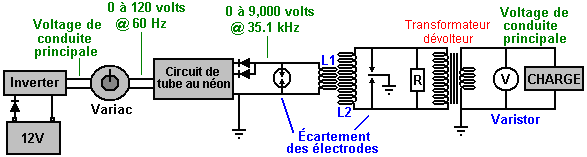 Voltage de
conduite
principale
0 à 120 volts
@ 60 Hz
0 à 9,000 volts
@ 35.1 kHz
Transformateur
dévolteur
Voltage de
conduite
principale
Inverter
Variac
Circuit de
tube au néon
L1
L2
R
V
CHARGE
Varistor
12V
Écartement
des électrodes